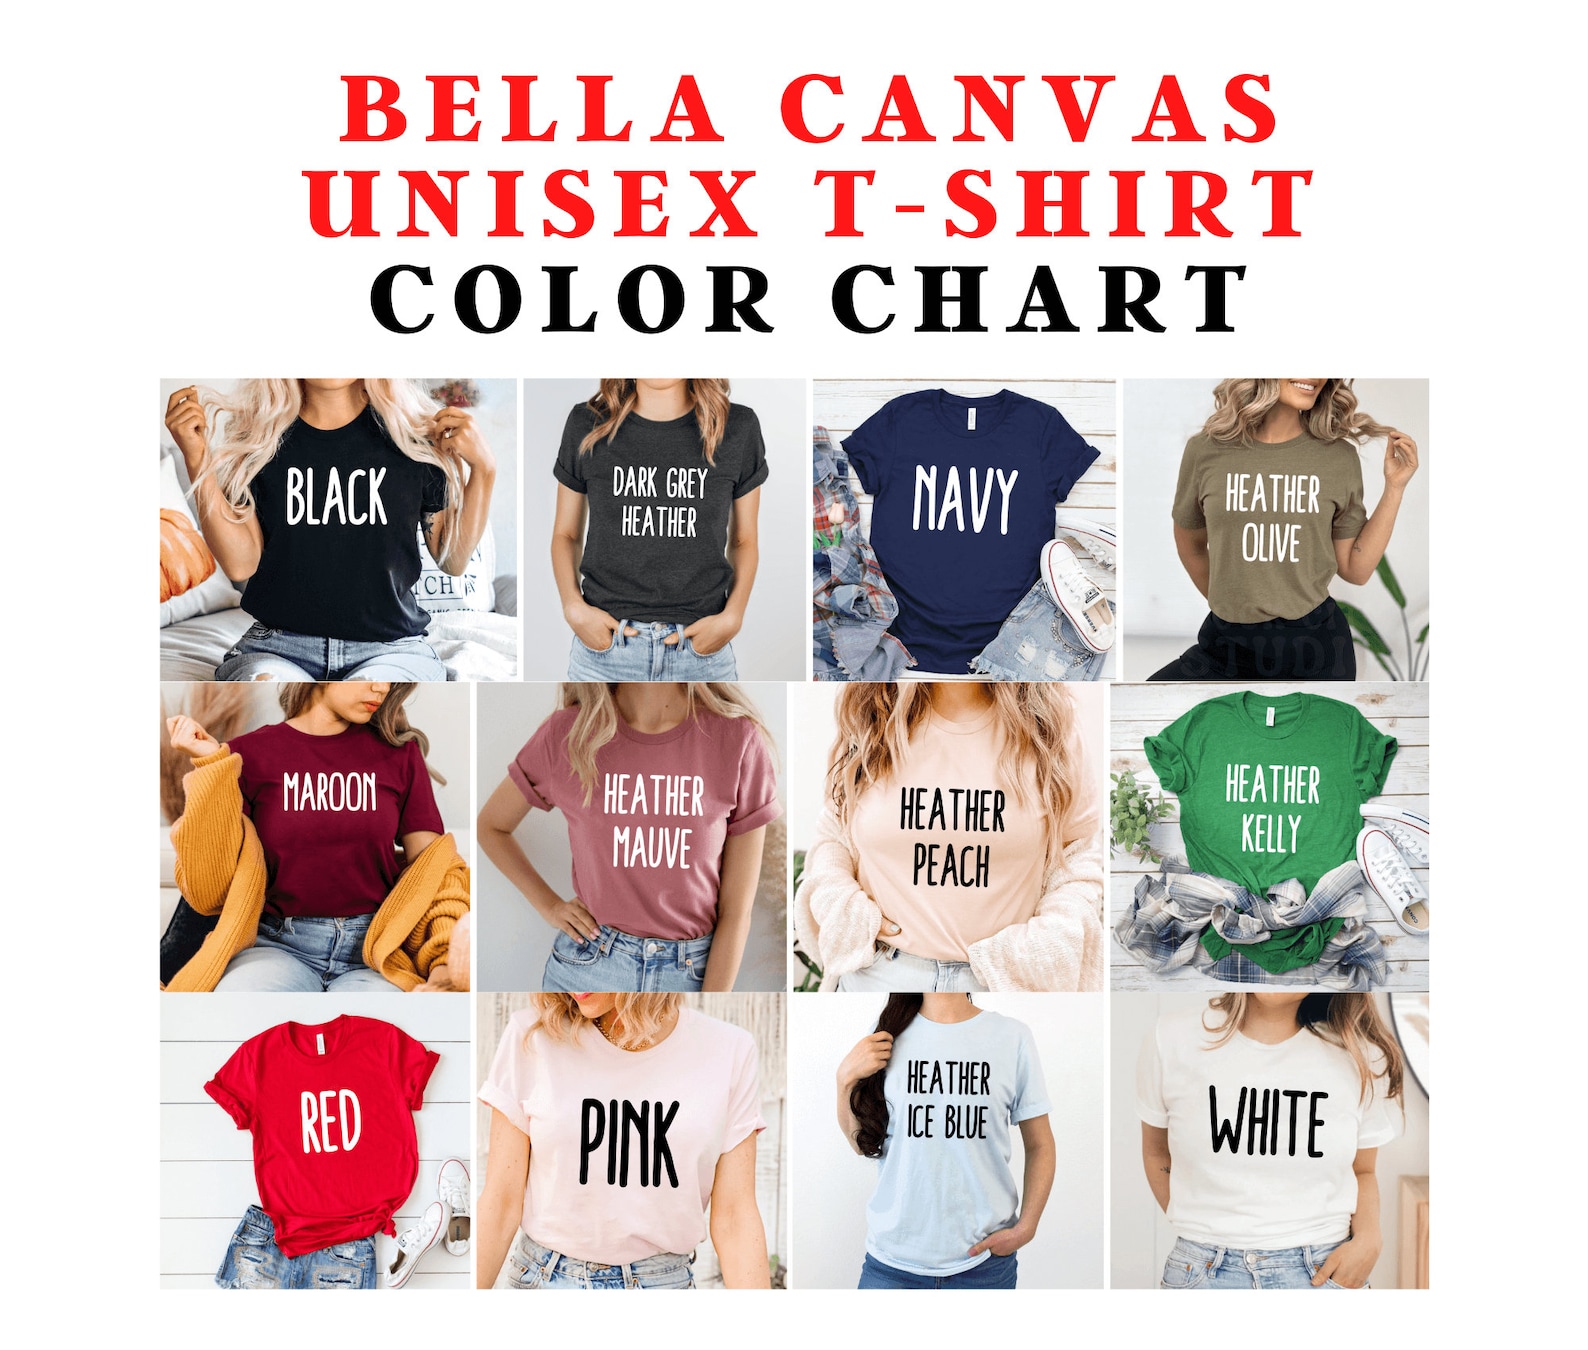 BELLA CANVAS
UNISEX T-SHIRT
COLOR CHART
BLACK
DARK GREY
HEATHER
NAVY
HEATHER
OLIVE
MAROON
HEATHER
MAUVE
HEATHER
PEACH
HEATHER
KELLY
RED
PINK
HEATHER
ICE BLUE
WHITE